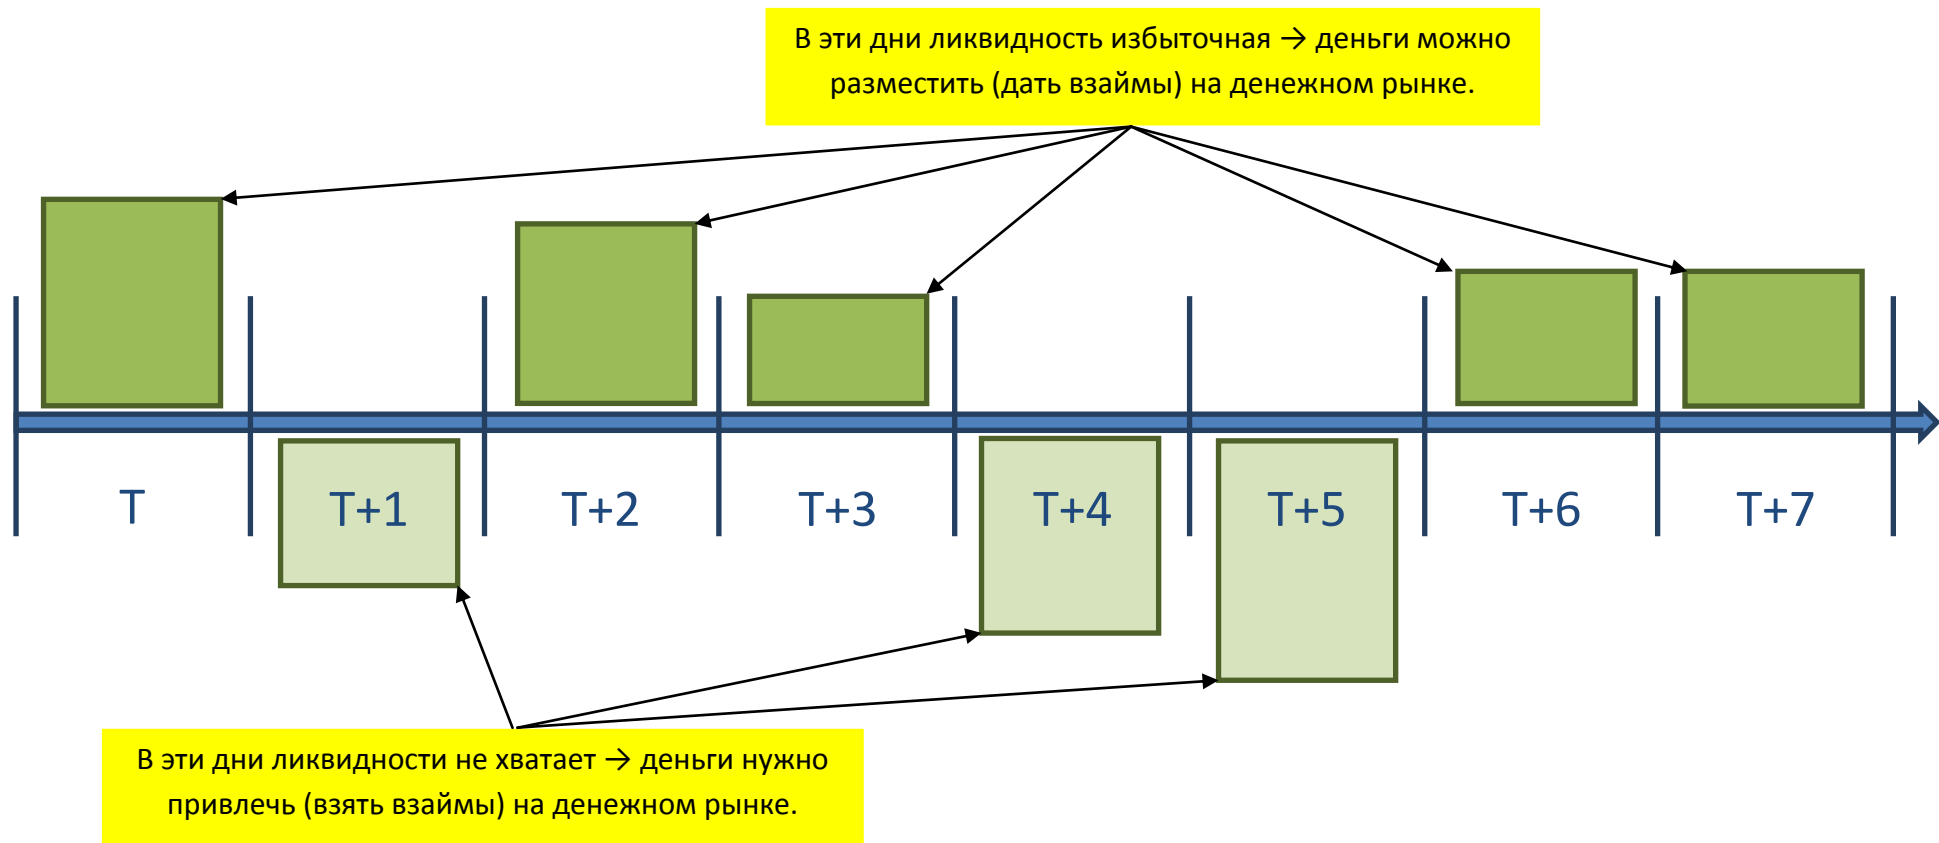 В эти дни ликвидность избыточная → деньги можно
разместить (дать взаймы) на денежном рынке.
T
T+1
T+2
T+3
T+4
T+5
T+6
T+7
В эти дни ликвидности не хватает → деньги нужно
привлечь (взять взаймы) на денежном рынке.